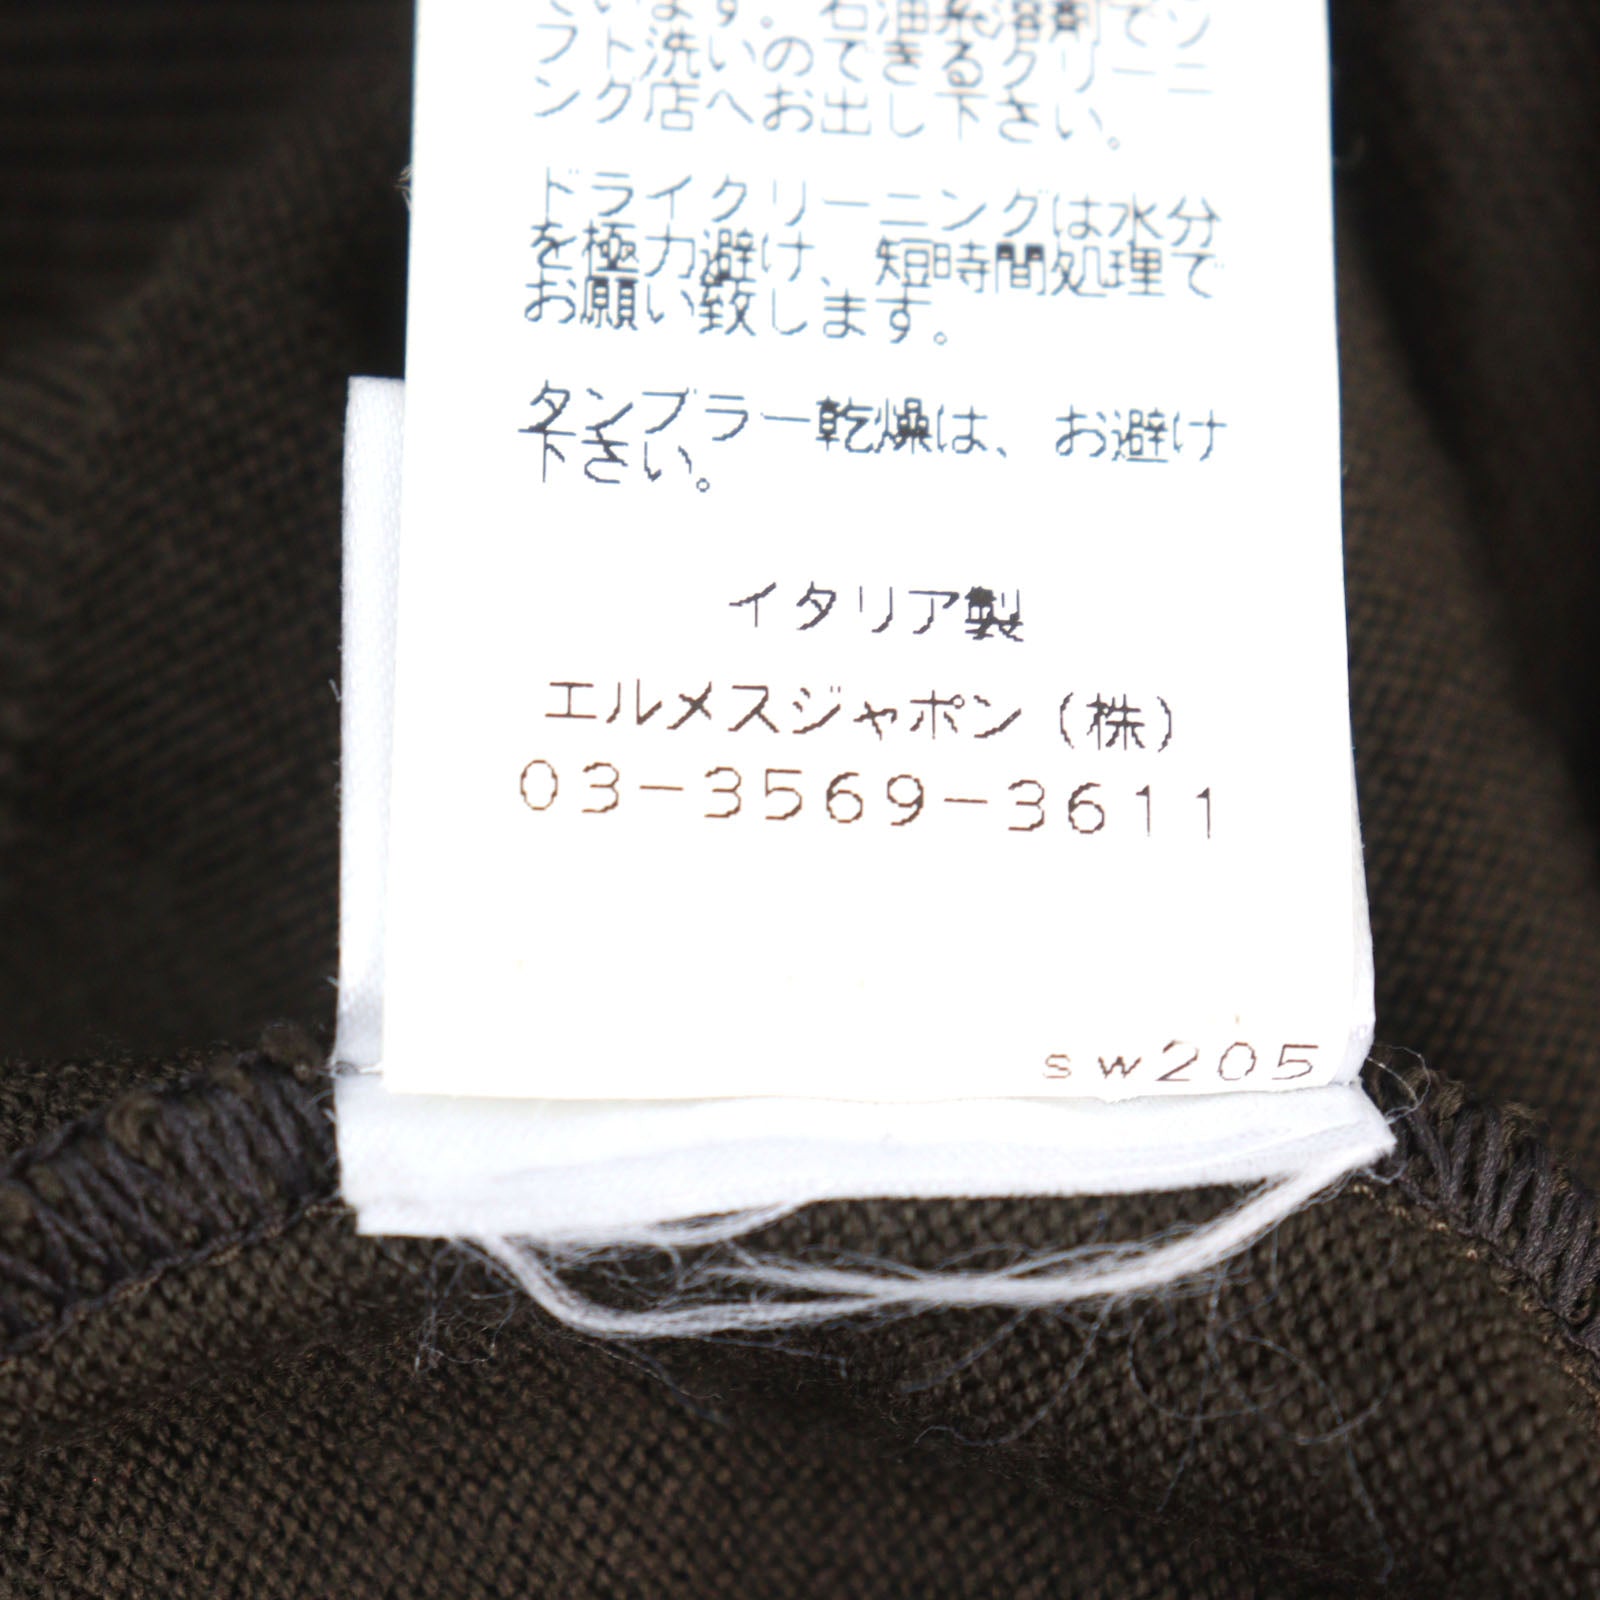 ています。石油系溶剤でソ
フト洗いのできるクリーニ
ング店へお出し下さい。
ドライクリーニングは水分
を極力避け、短時間処理で
お願い致します。
タンブラー乾燥は、お避け
下さい。
イタリア製
エルメスジャポン(株)
03-3569-3611
sw205